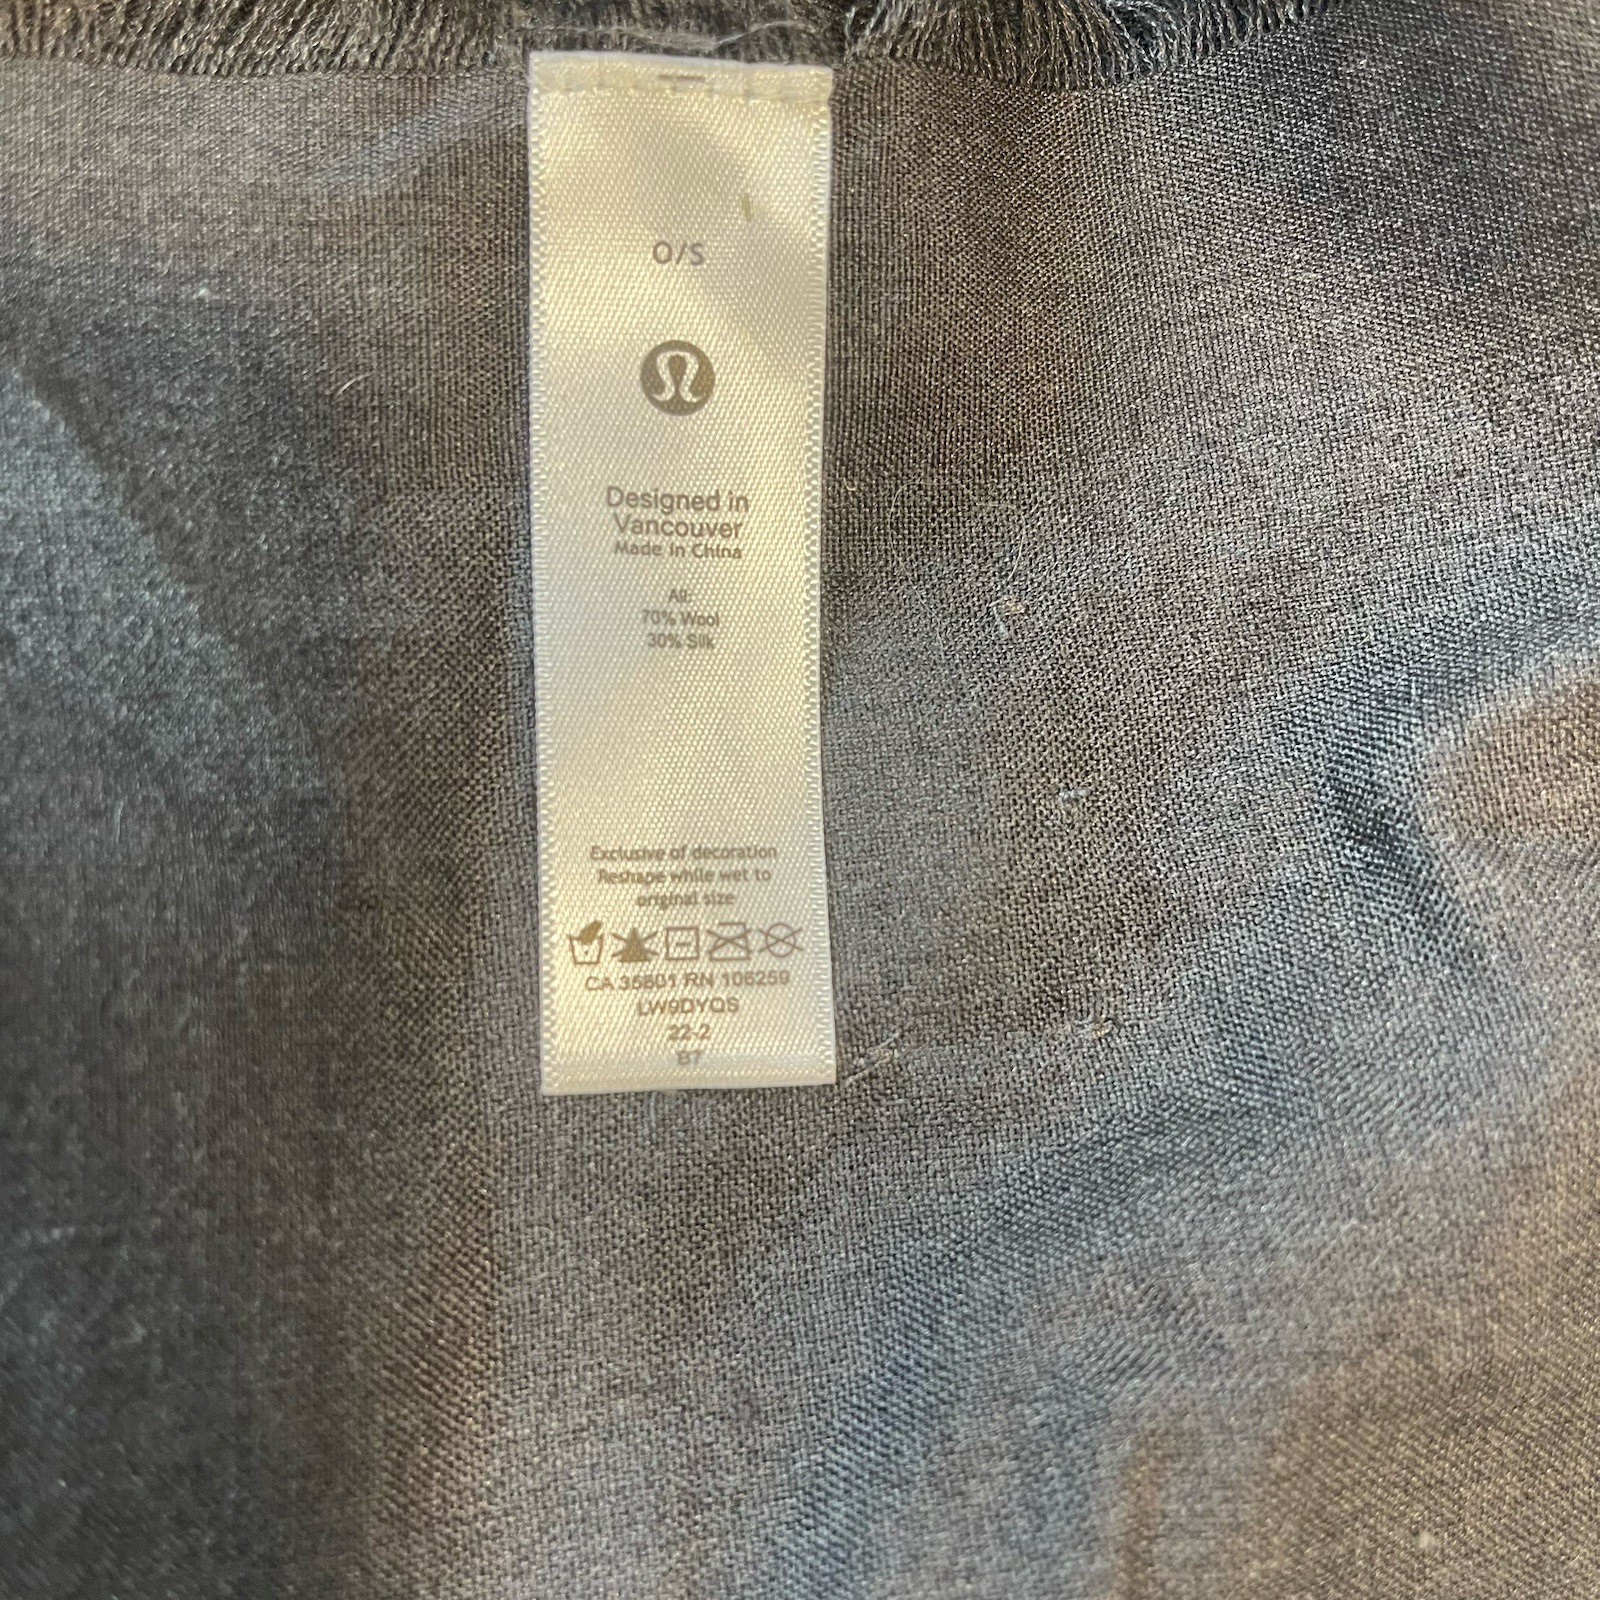 O/S
Designed in
Vancouver
Made in China
All:
70% Wool
30% Silk
Exclusive of decoration
Reshape while wet to
original size
CA 35801 RN 106259
LW9DYQS
22-2
B7